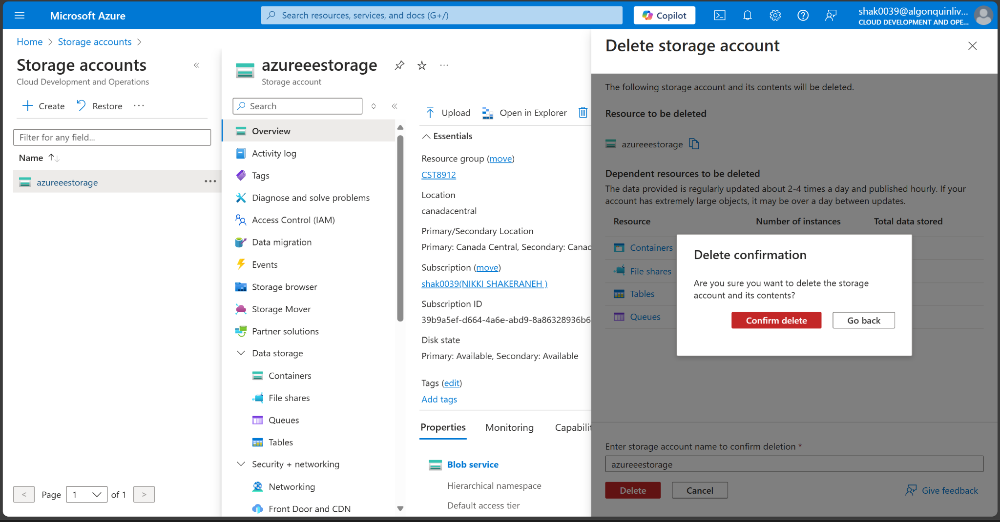 Microsoft Azure
Search resources, services, and docs (G+/)
Copilot
shak0039@algonquinliv...
CLOUD DEVELOPMENT AND OPE...
Home > Storage accounts >
Storage accounts
Cloud Development and Operations
Create
Restore
Filter for any field...
Name
azureeestorage
Page 1 of 1
azureeestorage
Storage account
Search
Overview
Activity log
Tags
Diagnose and solve problems
Access Control (IAM)
Data migration
Events
Storage browser
Storage Mover
Partner solutions
Data storage
Containers
File shares
Queues
Tables
Security + networking
Networking
Front Door and CDN
Upload
Open in Explorer
Essentials
Resource group (move)
CST8912
Location
canadacentral
Primary/Secondary Location
Primary: Canada Central, Secondary: Canad
Subscription (move)
shak0039(NIKKI SHAKERANEH )
Subscription ID
39b9a5ef-d664-4a6e-abd9-8a86328936b6
Disk state
Primary: Available, Secondary: Available
Tags (edit)
Add tags
Properties
Monitoring
Capabilit
Blob service
Hierarchical namespace
Default access tier
Delete storage account
The following storage account and its contents will be deleted.
Resource to be deleted
azureeestorage
Dependent resources to be deleted
The data provided is regularly updated about 2-4 times a day and published hourly. If your
account has extremely large objects, it may be over a day between updates.
Resource
Number of instances
Total data stored
Containers
File shares
Tables
Queues
Delete confirmation
Are you sure you want to delete the storage
account and its contents?
Confirm delete
Go back
Enter storage account name to confirm deletion *
azureeestorage
Delete
Cancel
Give feedback